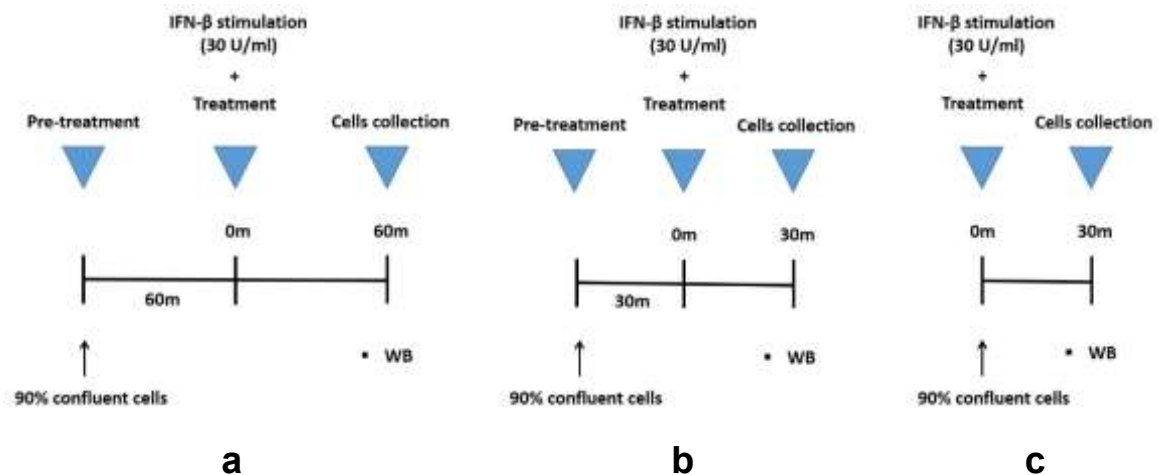 IFN-β stimulation
(30 U/ml)
+
Treatment
Pre-treatment
Cells collection
0m
60m
60m
▪ WB
90% confluent cells
a
IFN-β stimulation
(30 U/ml)
+
Treatment
Pre-treatment
Cells collection
0m
30m
30m
▪ WB
90% confluent cells
b
IFN-β stimulation
(30 U/ml)
+
Treatment
Cells collection
0m
30m
▪ WB
90% confluent cells
c